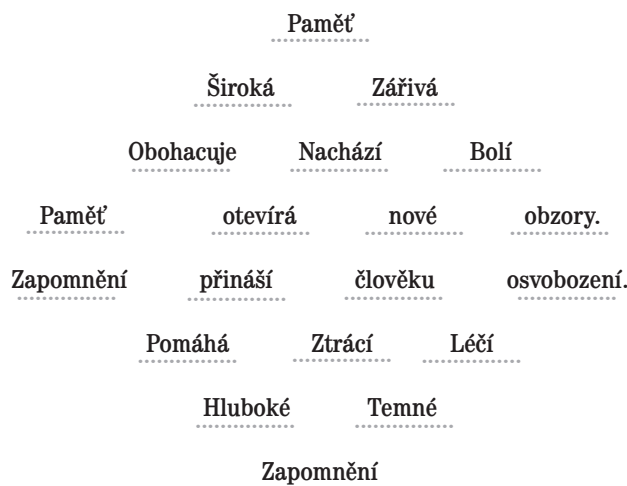 Paměť
Široká Zářivá
Obohacuje Nachází Bolí
Paměť otevírá nové obzory.
Zapomnění přináší člověku osvobození.
Pomáhá Ztrácí Léčí
Hluboké Temné
Zapomnění